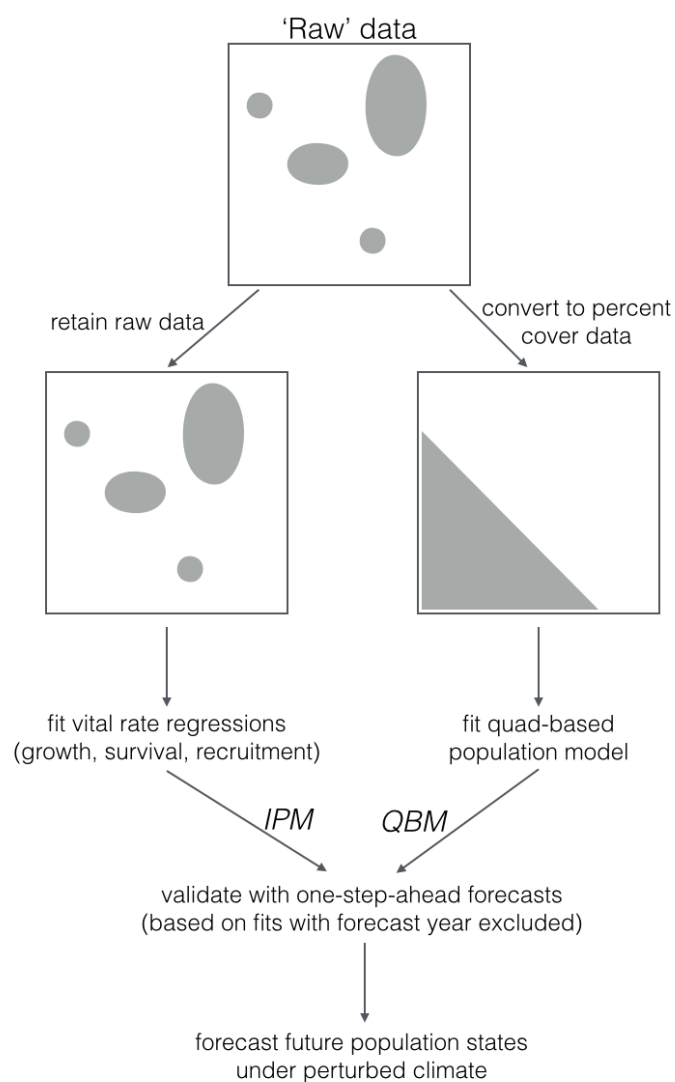 ‘Raw’ data
retain raw data
convert to percent
cover data
fit vital rate regressions
(growth, survival, recruitment)
fit quad-based
population model
IPM
QBM
validate with one-step-ahead forecasts
(based on fits with forecast year excluded)
forecast future population states
under perturbed climate